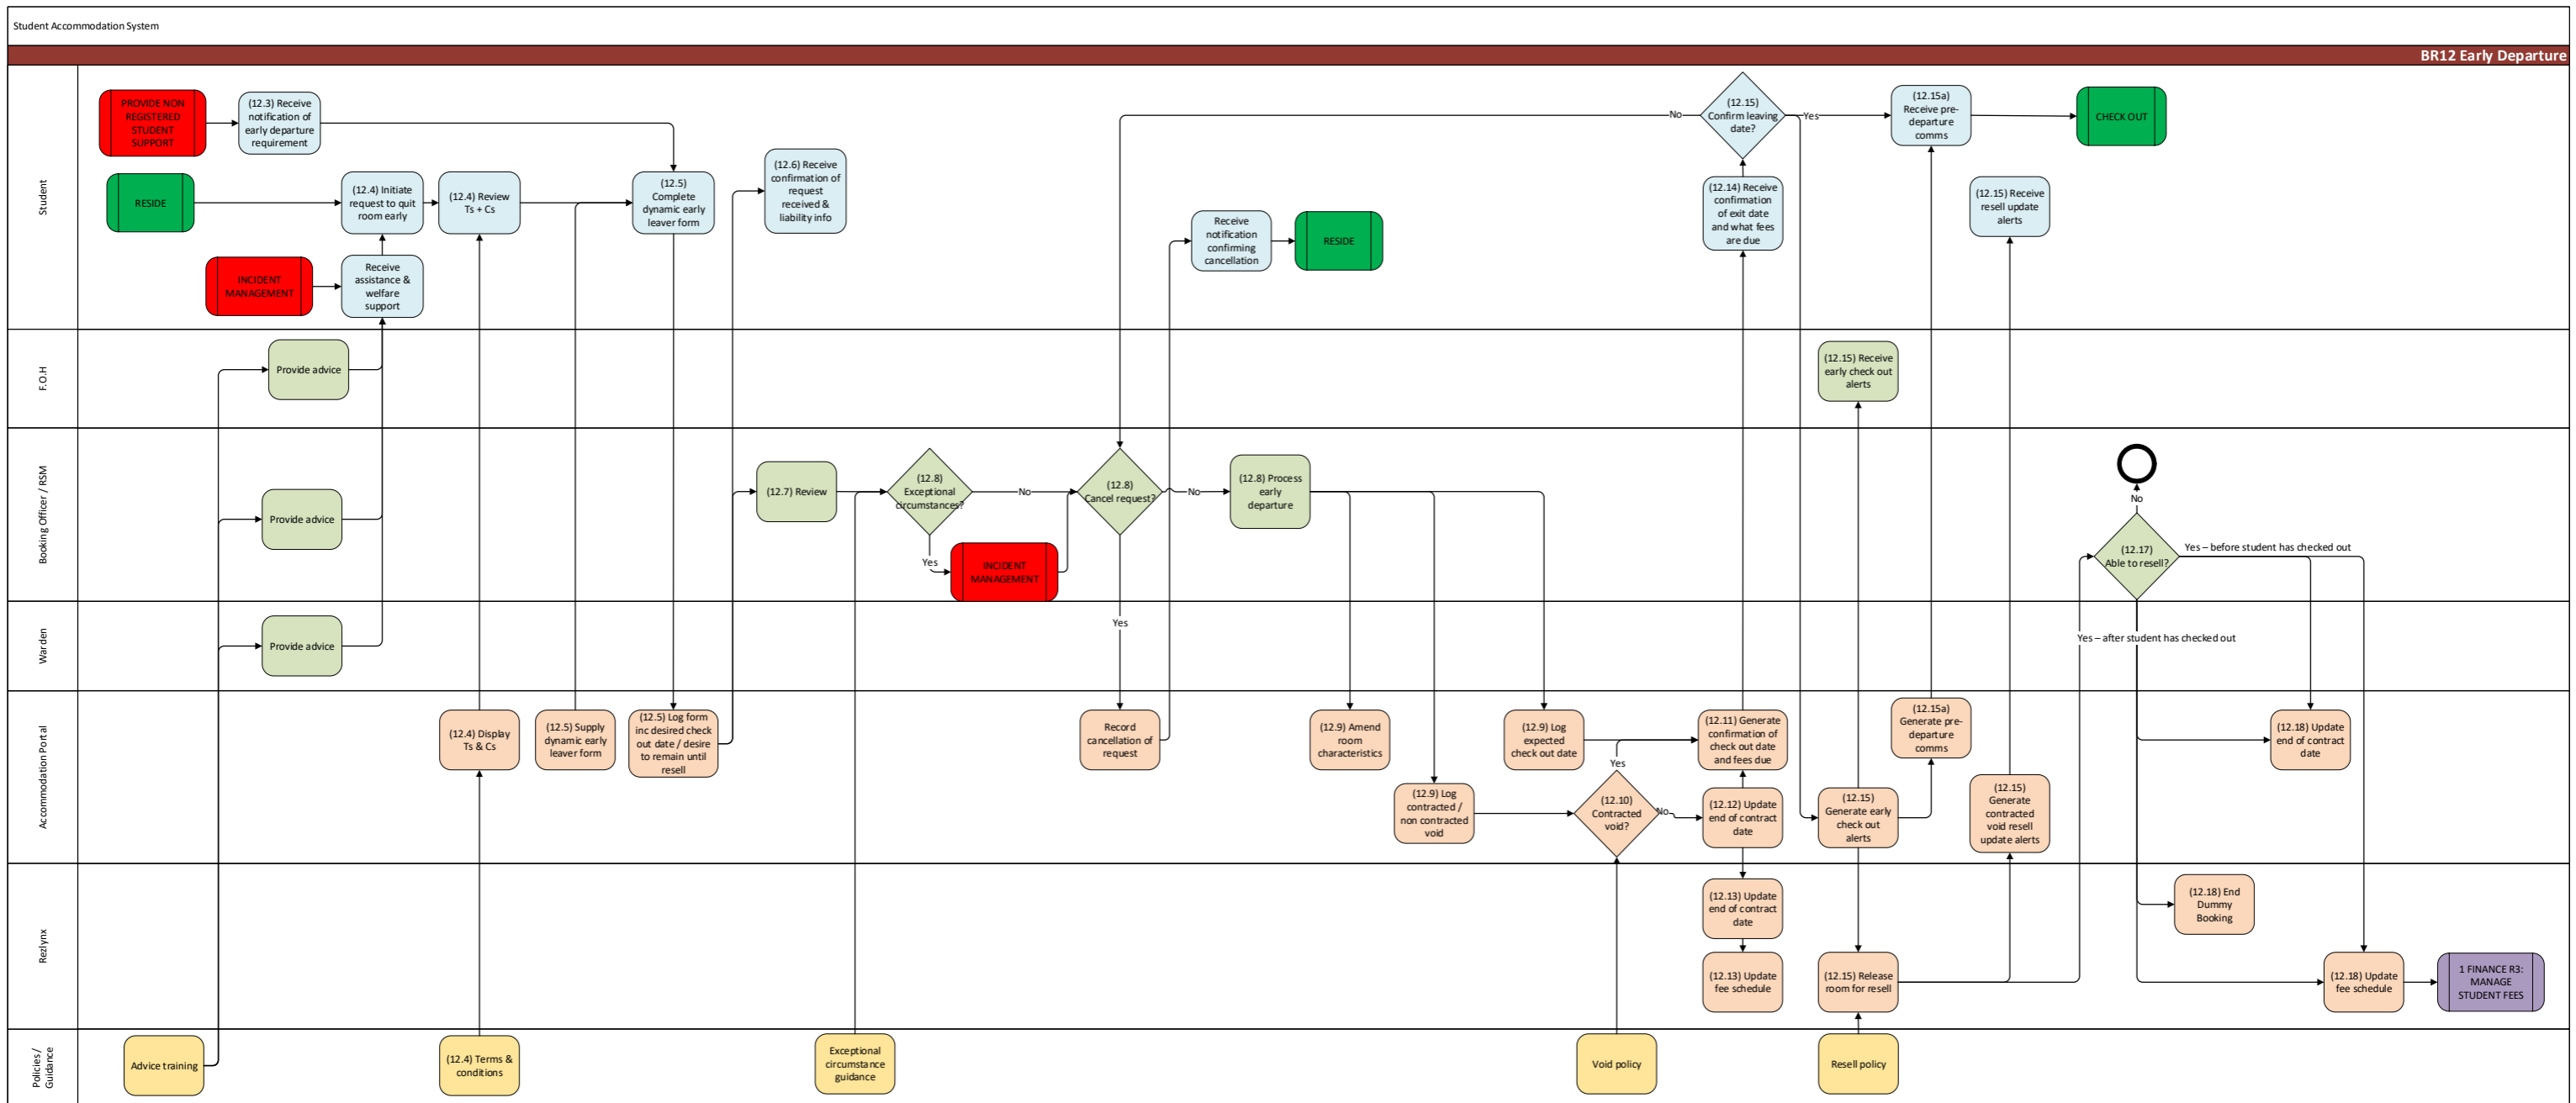 Student Accommodation System
BR12 Early Departure
Student
PROVIDE NON
REGISTERED
STUDENT
SUPPORT
(12.3) Receive
notification of
early departure
requirement
RESIDE
(12.4) Initiate
request to quit
room early
(12.4) Review
Ts + Cs
(12.5)
Complete
dynamic early
leaver form
(12.6) Receive
confirmation of
request
received &
liability info
INCIDENT
MANAGEMENT
Receive
assistance &
welfare
support
Receive
notification
confirming
cancellation
RESIDE
No
(12.15)
Confirm leaving
date?
Yes
(12.14) Receive
confirmation
of exit date
and what fees
are due
(12.15a)
Receive pre-
departure
comms
CHECK OUT
(12.15) Receive
resell update
alerts
F.O.H
Provide advice
(12.15) Receive
early check out
alerts
Booking Officer / RSM
Provide advice
(12.7) Review
(12.8)
Exceptional
circumstances?
No
Yes
INCIDENT
MANAGEMENT
(12.8)
Cancel request?
No
(12.8) Process
early
departure
No
(12.17)
Able to resell?
Yes – before student has checked out
Warden
Provide advice
Yes
Yes – after student has checked out
Accommodation Portal
(12.4) Display
Ts & Cs
(12.5) Supply
dynamic early
leaver form
(12.5) Log form
inc desired check
out date / desire
to remain until
resell
Record
cancellation of
request
(12.9) Amend
room
characteristics
(12.9) Log
contracted /
non contracted
void
(12.9) Log
expected
check out date
Yes
(12.10)
Contracted
void?
No
(12.11) Generate
confirmation of
check out date
and fees due
(12.12) Update
end of contract
date
(12.15)
Generate early
check out
alerts
(12.15a)
Generate pre-
departure
comms
(12.15)
Generate
contracted
void resell
update alerts
(12.18) Update
end of contract
date
Rezlynx
(12.13) Update
end of contract
date
(12.13) Update
fee schedule
(12.15) Release
room for resell
(12.18) End
Dummy
Booking
(12.18) Update
fee schedule
1 FINANCE R3:
MANAGE
STUDENT FEES
Policies /
Guidance
Advice training
(12.4) Terms &
conditions
Exceptional
circumstance
guidance
Void policy
Resell policy